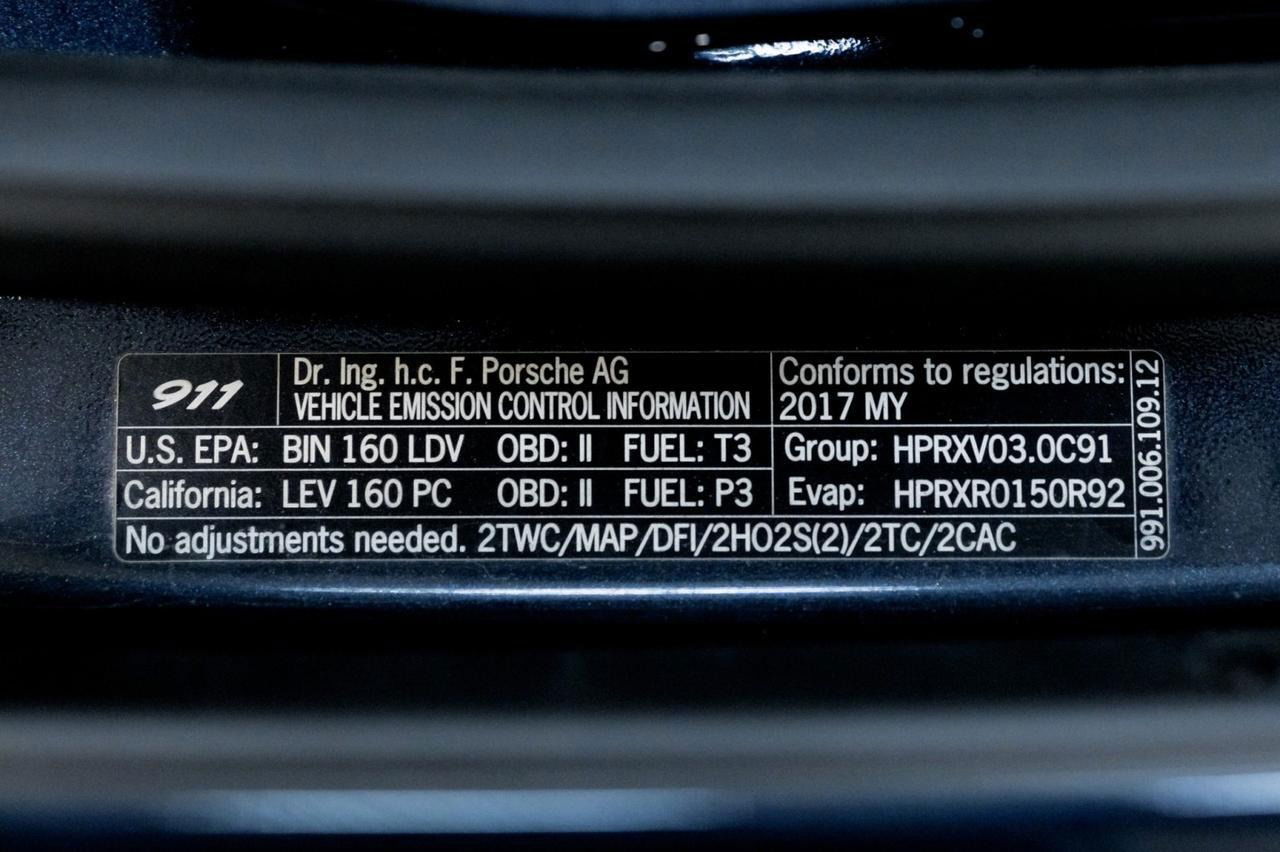 911
Dr. Ing. h.c. F. Porsche AG
VEHICLE EMISSION CONTROL INFORMATION
Conforms to regulations:
2017 MY
U.S. EPA: BIN 160 LDV OBD: II FUEL: T3
Group: HPRXV03.0C91
California: LEV 160 PC OBD: II FUEL: P3
Evap: HPRXR0150R92
No adjustments needed. 2TWC/MAP/DFI/2HO2S(2)/2TC/2CAC
991.006.109.12